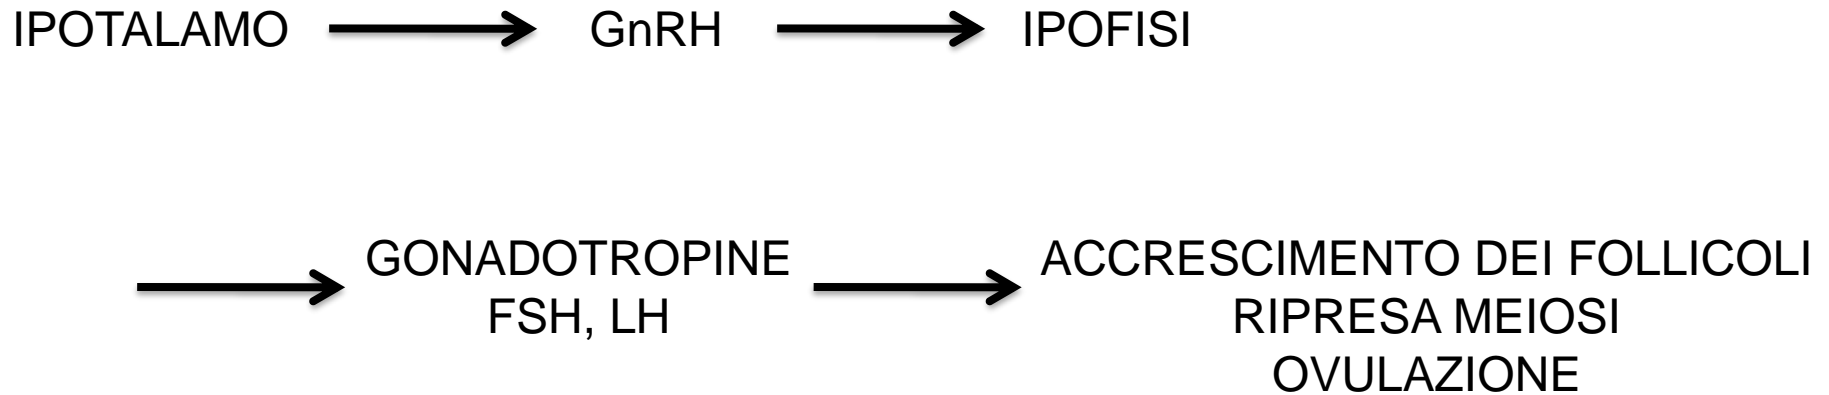 IPOTALAMO GnRH IPOFISI
GONADOTROPINE
FSH, LH
ACCRESCIMENTO DEI FOLLICOLI
RIPRESA MEIOSI
OVULAZIONE